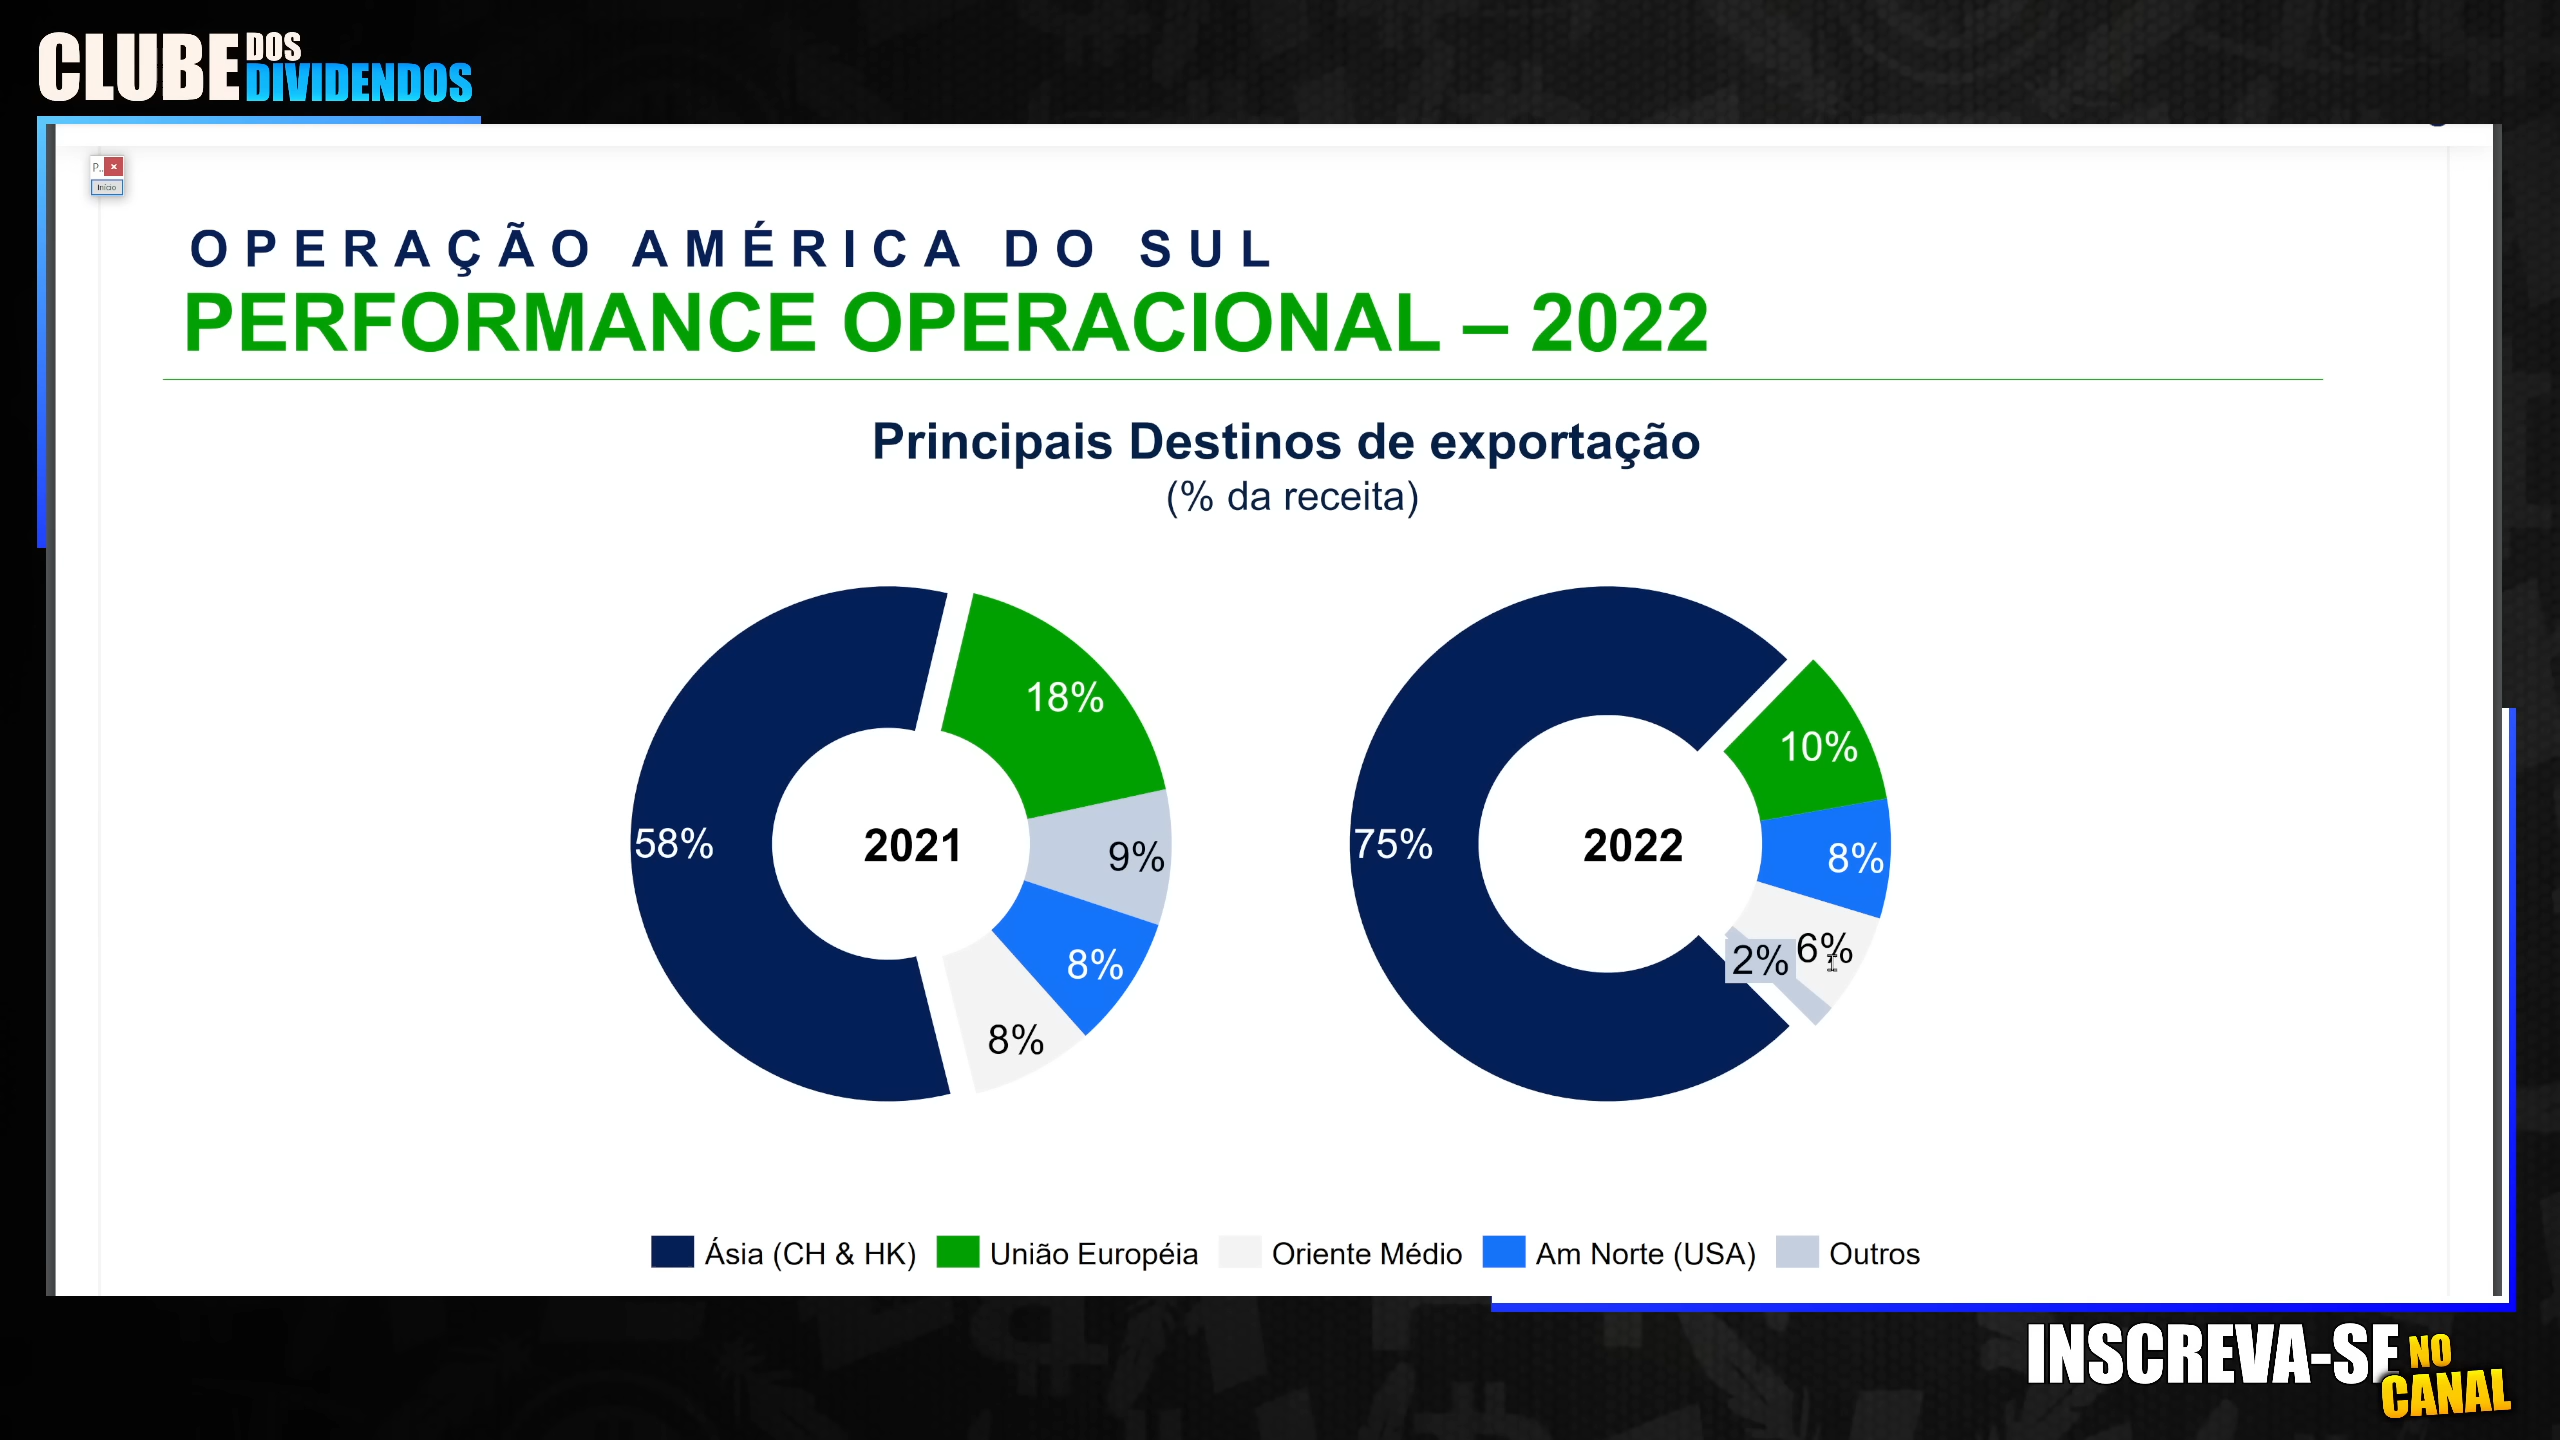 CLUBE DOS
DIVIDENDOS
P..
Início
OPERAÇÃO AMÉRICA DO SUL
PERFORMANCE OPERACIONAL – 2022
Principais Destinos de exportação
(% da receita)
18%
58%
2021
9%
8%
8%
10%
75%
2022
8%
6%
2%
Ásia (CH & HK) União Européia Oriente Médio Am Norte (USA) Outros
INSCREVA-SE NO
CANAL